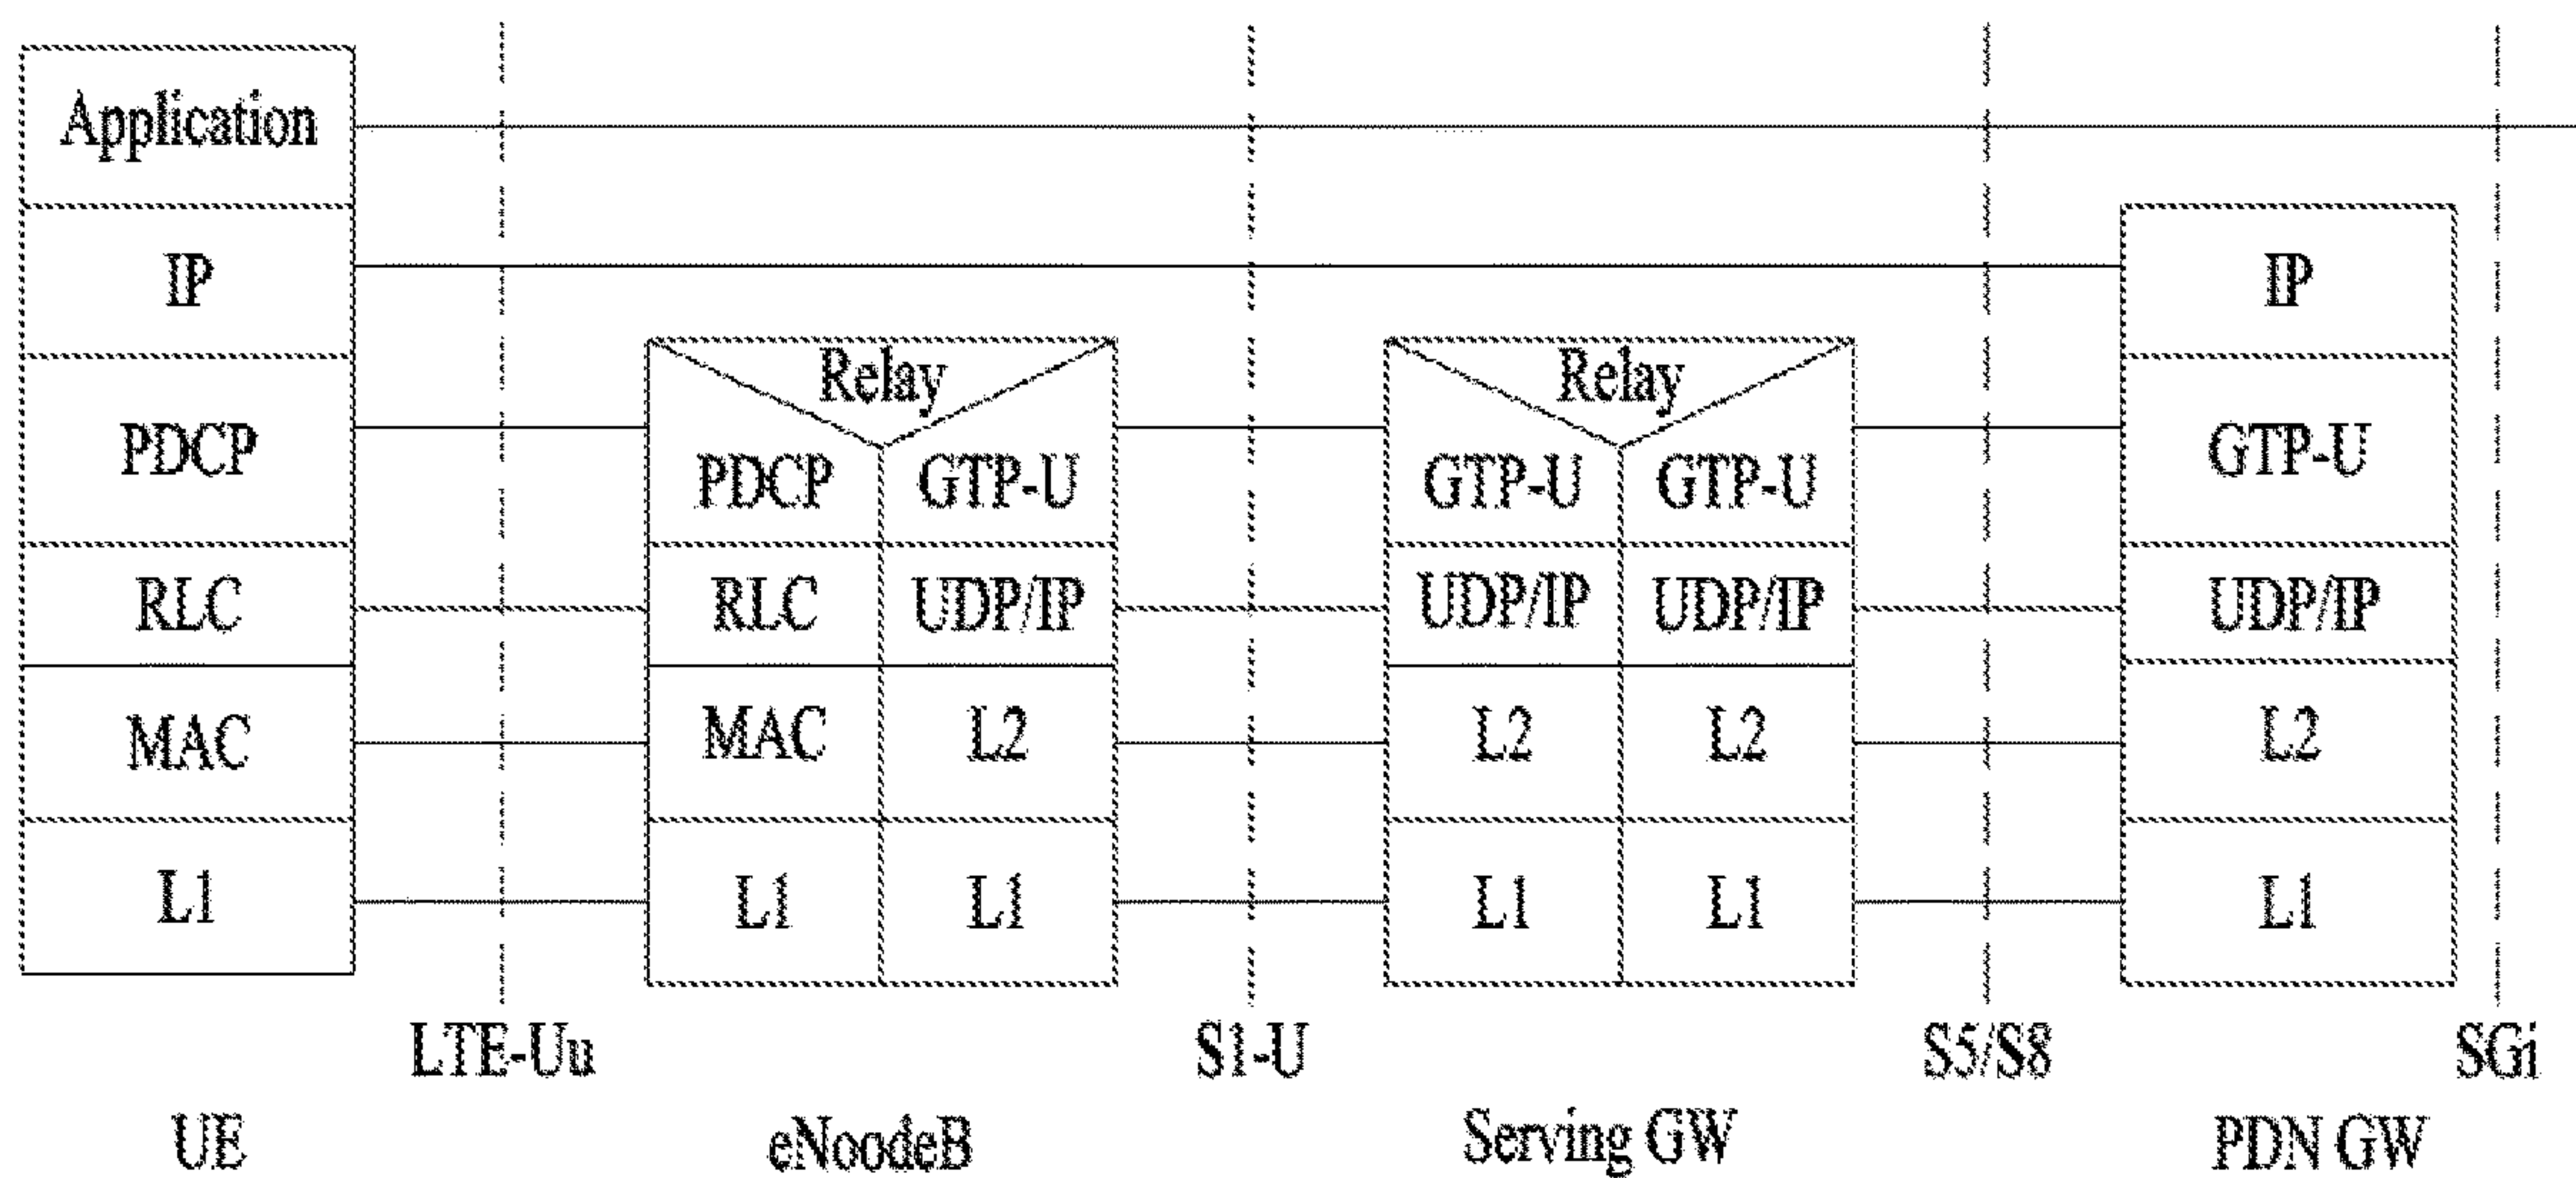 Application
IP
IP
Relay
Relay
PDCP
PDCP
GTP-U
GTP-U
GTP-U
GTP-U
RLC
RLC
UDP/IP
UDP/IP
UDP/IP
UDP/IP
MAC
MAC
L2
L2
L2
L2
L1
L1
L1
L1
L1
L1
LTE-Uu
S1-U
S5/S8
SGi
UE
eNoodeB
Serving GW
PDN GW